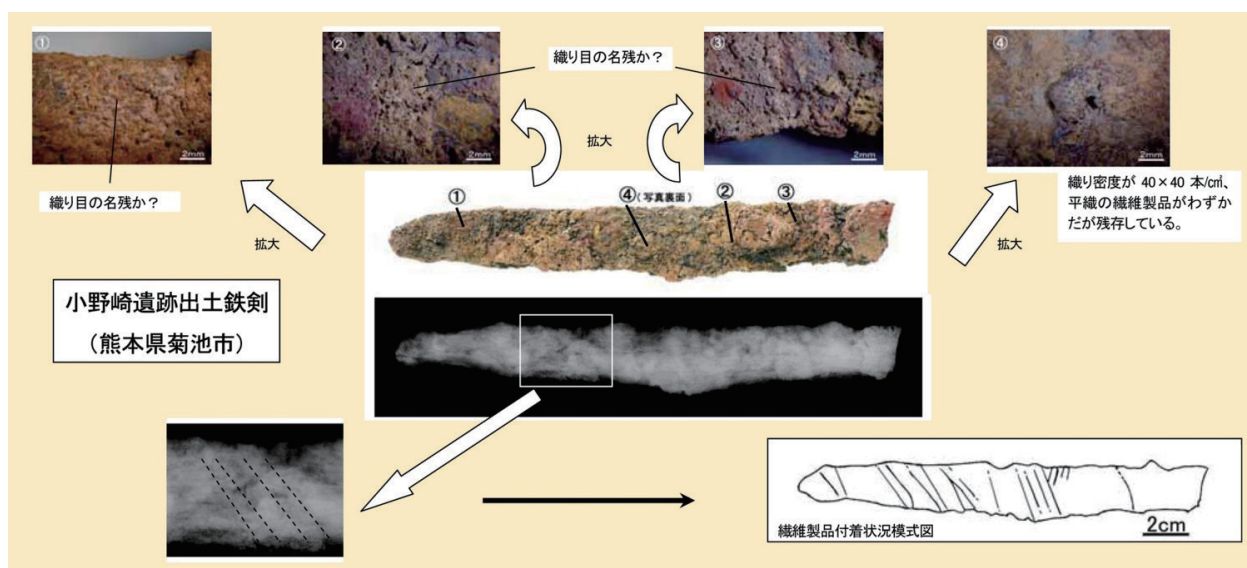 ①
2mm
織り目の名残か？
②
2mm
織り目の名残か？
③
2mm
④
2mm
織り密度が 40×40 本/㎠、
平織の繊維製品がわずか
だが残存している。
拡大
拡大
拡大
①
④(写真裏面)
②
③
小野崎遺跡出土鉄剣
（熊本県菊池市）
繊維製品付着状況模式図
2cm